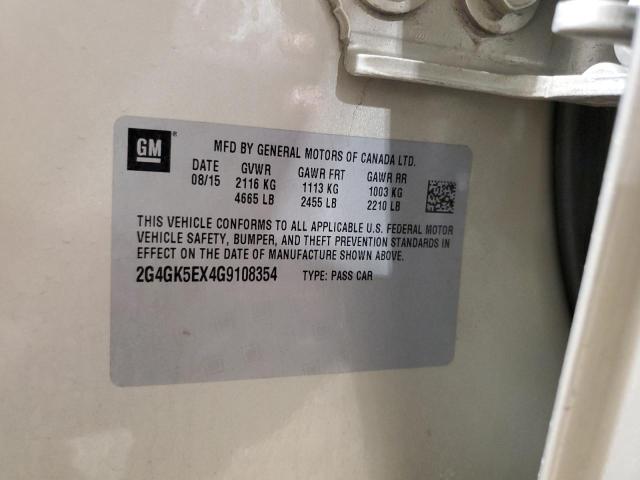 GM ®
MFD BY GENERAL MOTORS OF CANADA LTD.
DATE GVWR GAWR FRT GAWR RR
08/15 2116 KG 1113 KG 1003 KG
4665 LB 2455 LB 2210 LB
THIS VEHICLE CONFORMS TO ALL APPLICABLE U.S. FEDERAL MOTOR
VEHICLE SAFETY, BUMPER, AND THEFT PREVENTION STANDARDS IN
EFFECT ON THE DATE OF MANUFACTURE SHOWN ABOVE.
2G4GK5EX4G9108354 TYPE: PASS CAR